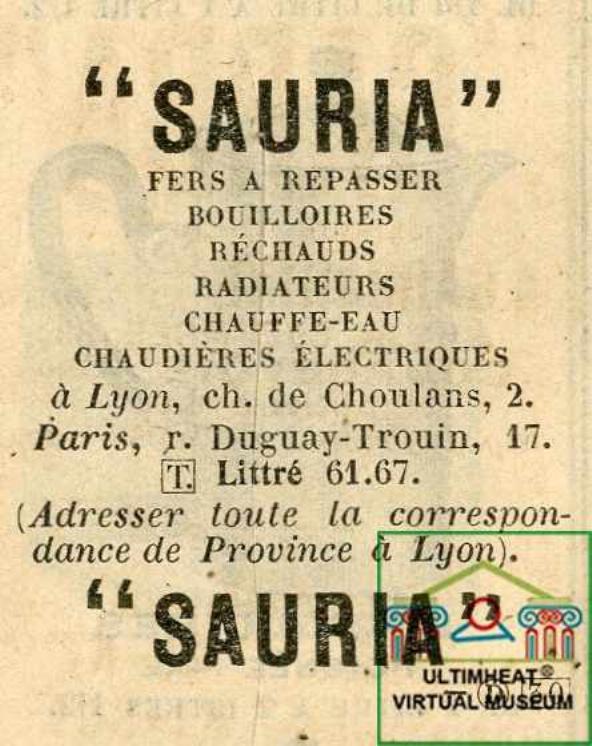 “SAURIA”
FERS A REPASSER
BOUILLOIRES
RÉCHAUDS
RADIATEURS
CHAUFFE-EAU
CHAUDIÈRES ÉLECTRIQUES
à Lyon, ch. de Choulans, 2.
Paris, r. Duguay-Trouin, 17.
T. Littré 61.67.
(Adresser toute la correspon-
dance de Province à Lyon).
“SAURIA”
ULTIMHEAT®
VIRTUAL MUSEUM